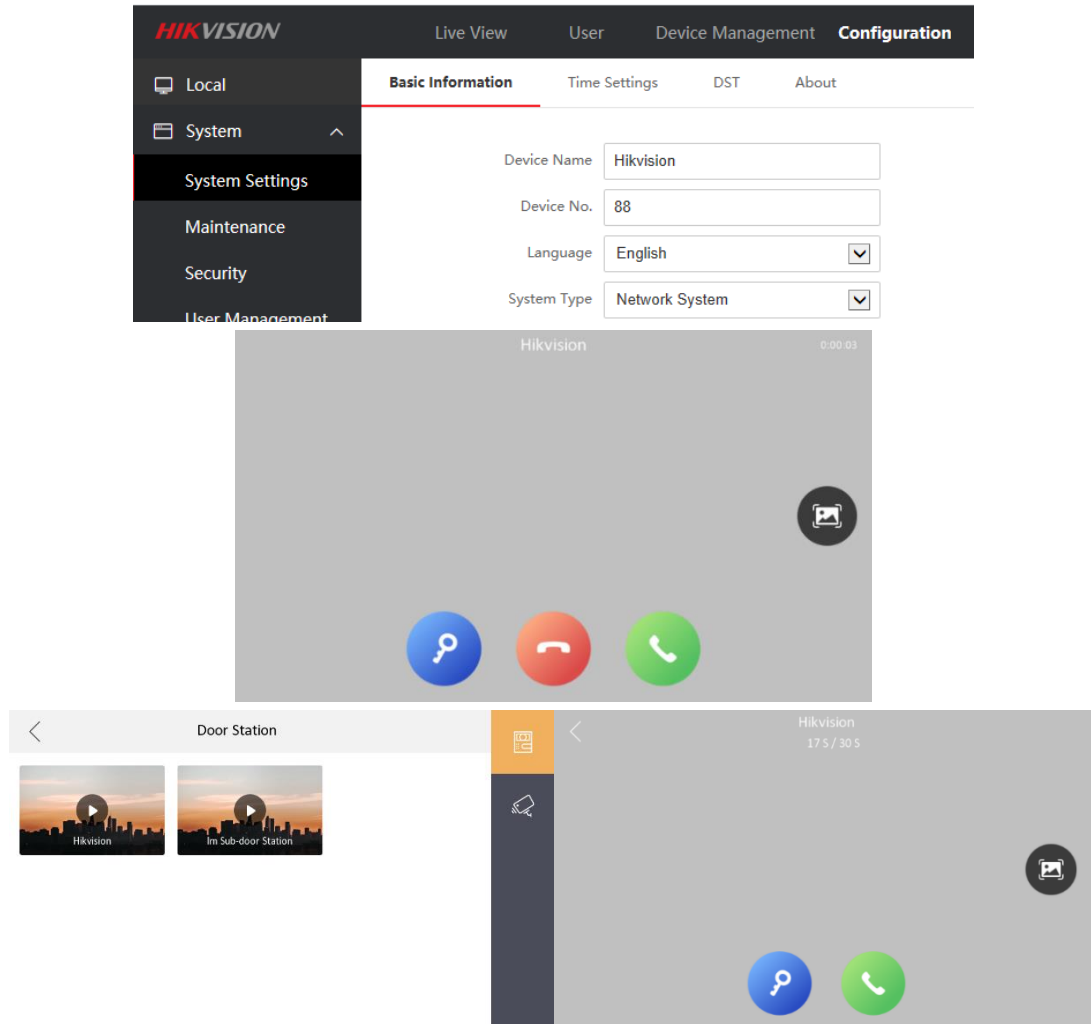 HIKVISION
Live View User Device Management Configuration
Local
Basic Information Time Settings DST About
System
System Settings
Maintenance
Security
User Management
Device Name Hikvision
Device No. 88
Language English
System Type Network System
Hikvision 0:00:03
Door Station
Hikvision
Im Sub-door Station
Hikvision
17 S / 30 S